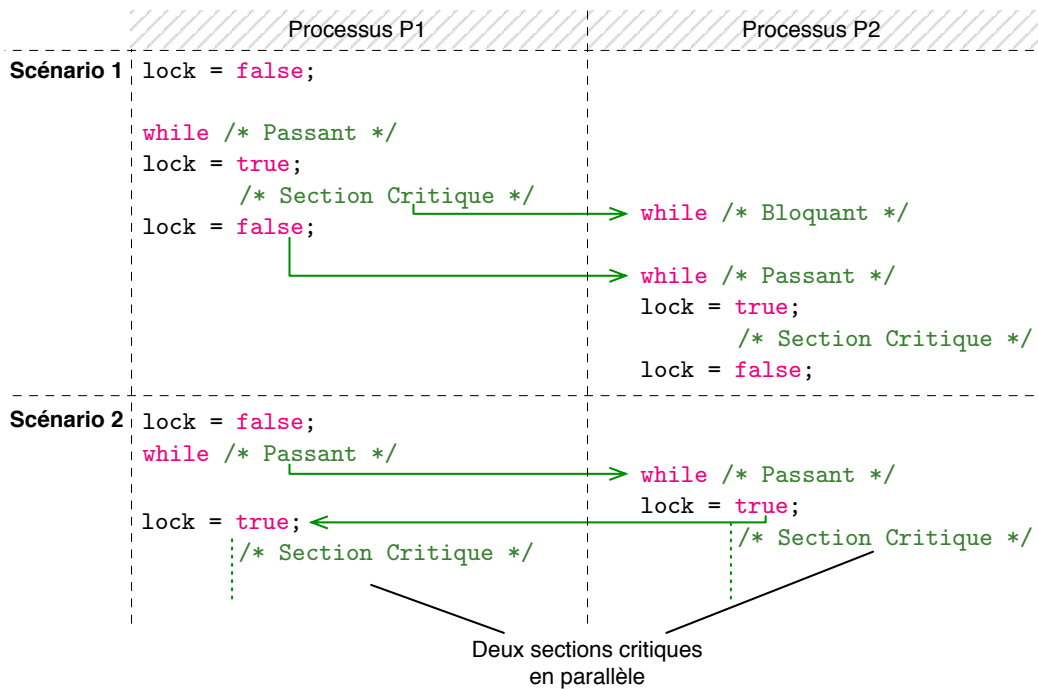 Processus P1
Processus P2
Scénario 1
lock = false;
while /* Passant */
lock = true;
/* Section Critique */
lock = false;
while /* Bloquant */
while /* Passant */
lock = true;
/* Section Critique */
lock = false;
Scénario 2
lock = false;
while /* Passant */
while /* Passant */
lock = true;
/* Section Critique */
lock = true;
/* Section Critique */
Deux sections critiques
en parallèle